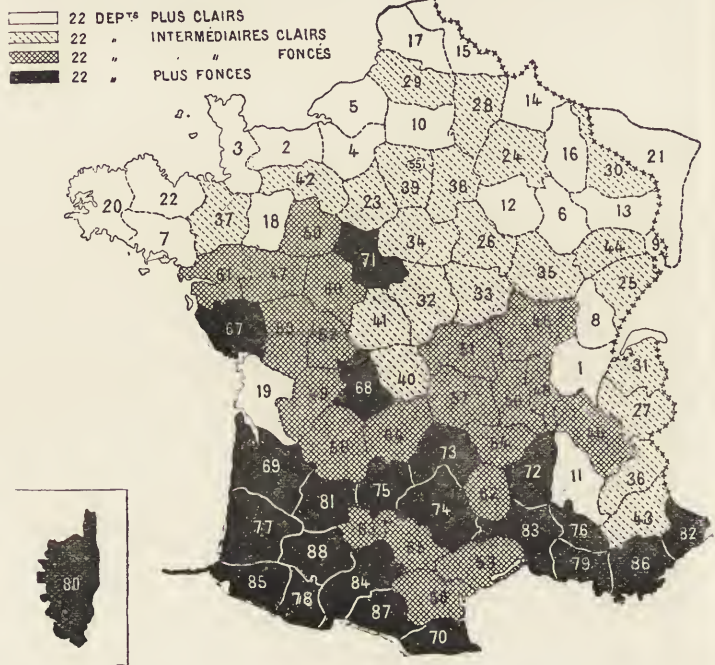 22 DEPTS PLUS CLAIRS
22 " INTERMÉDIAIRES CLAIRS
22 " " " FONCÉS
22 " PLUS FONCÉS
17 15
29
5 28 14
10
3 2 4 24 16 21
(55) 30
42 39 38
20 22 23 12 6 13
37 18
7 60 34 26 44 9
71 35 25
61 47
32 33
41 8
67
40 1 31
68
19 27
73
69 72 11 36
75
81 74 43
77 83 76 82
88 79 86
80 85 78 84
87
70